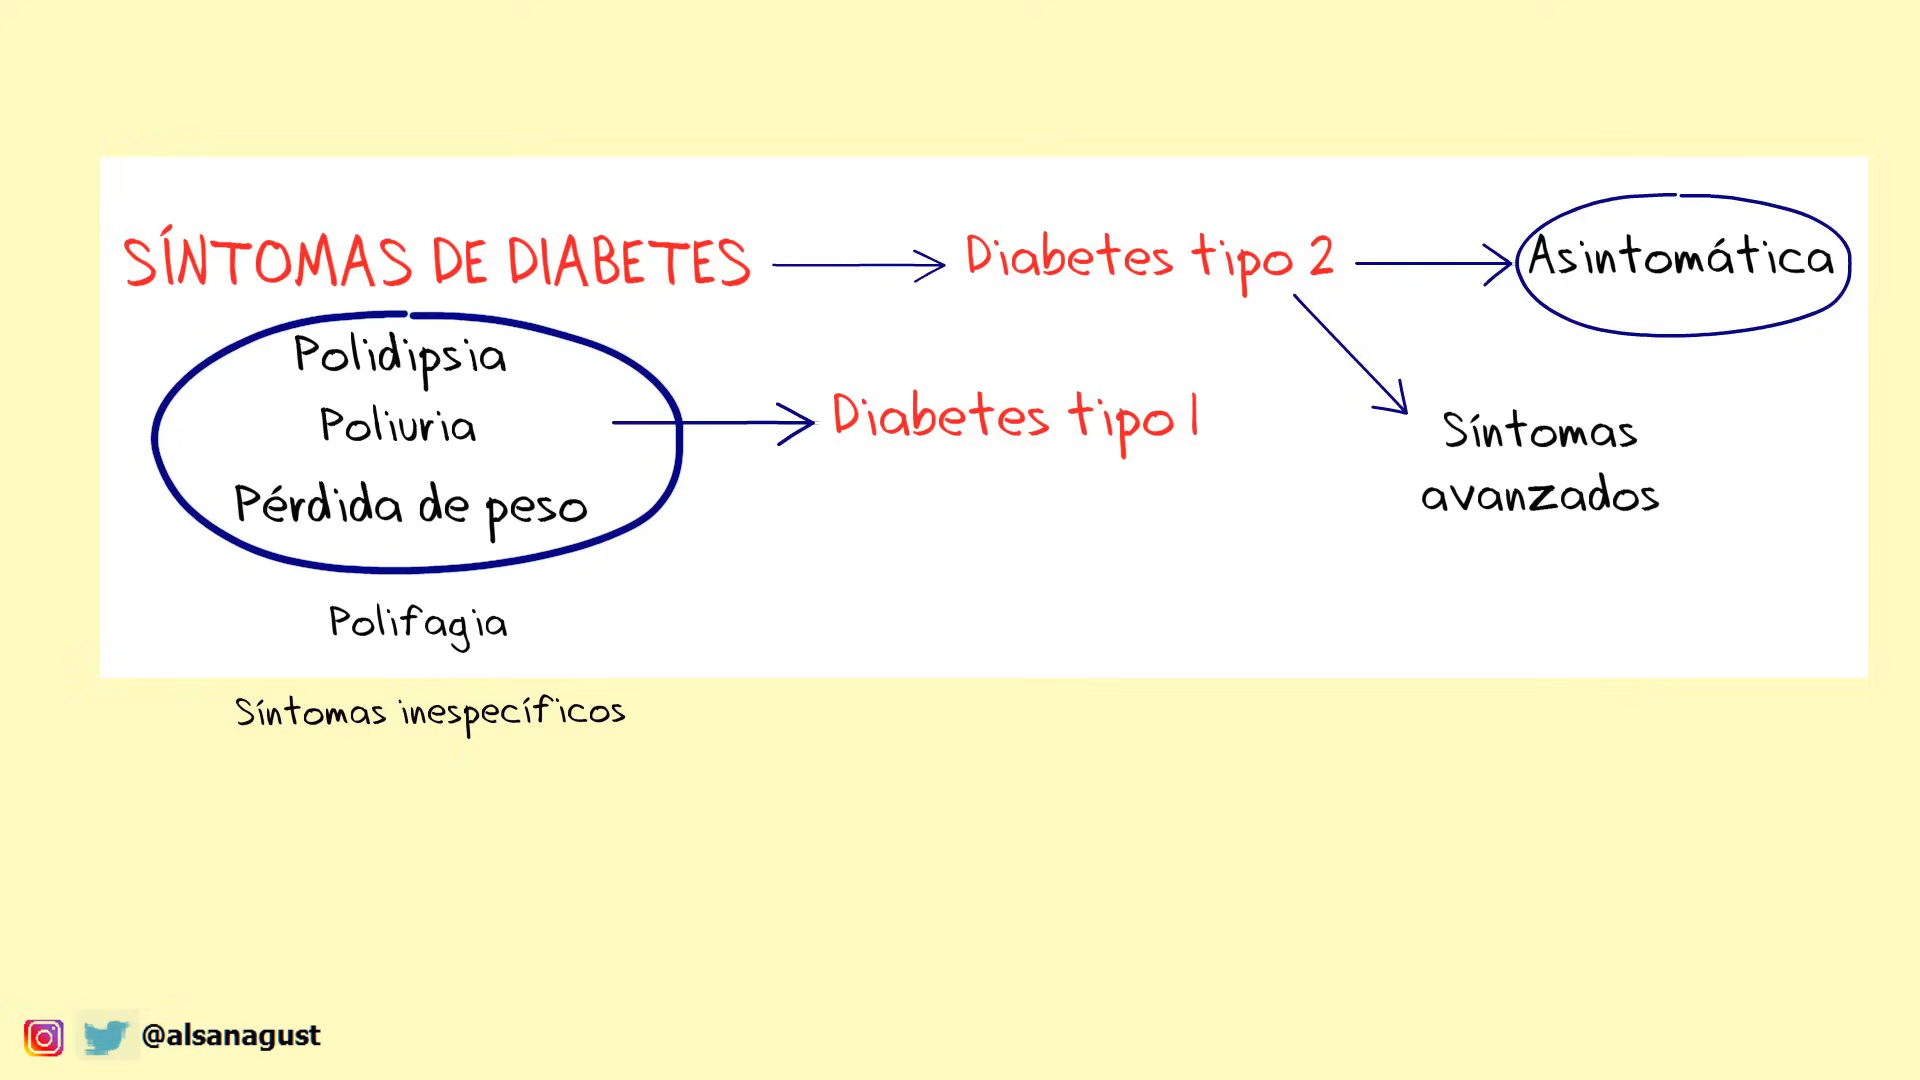 SÍNTOMAS DE DIABETES
Diabetes tipo 2
Asintomática
Polidipsia
Poliuria
Pérdida de peso
Diabetes tipo 1
Síntomas
avanzados
Polifagia
Síntomas inespecíficos
@alsanagust